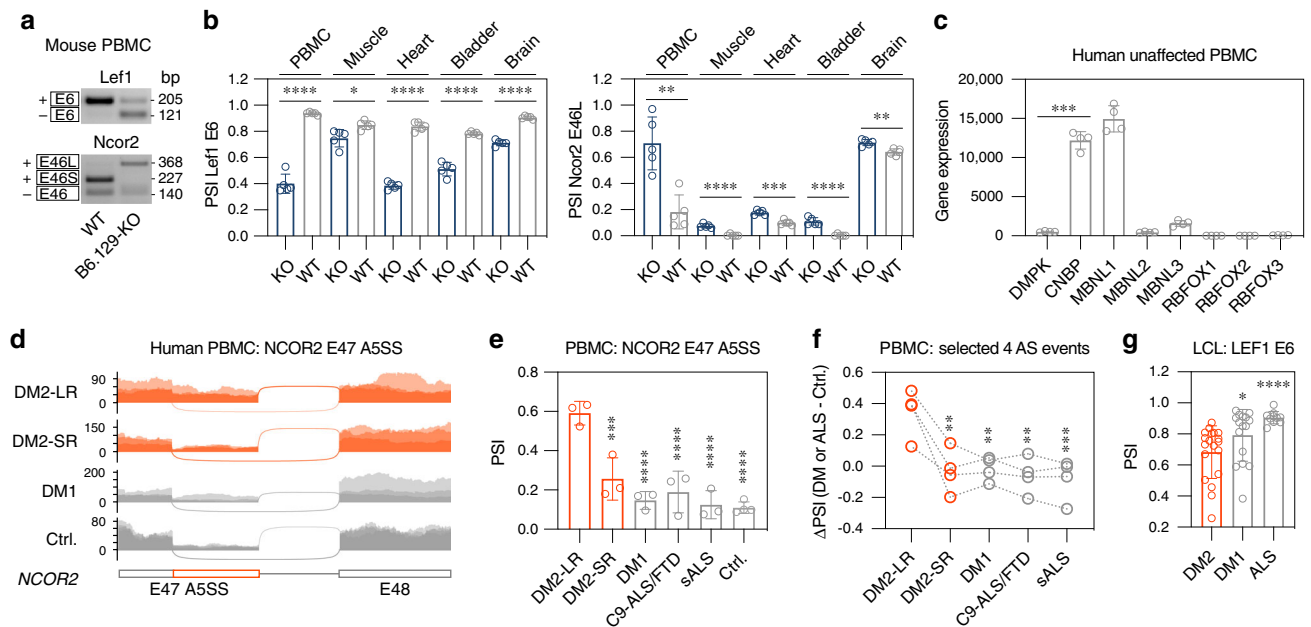 a
Mouse PBMC
Lef1 bp
+ E6 205
− E6 121
Ncor2
+ E46L 368
+ E46S 227
− E46 140
WT
B6.129-KO
b
PBMC Muscle Heart Bladder Brain
PSI Lef1 E6
1.2
1.0
0.8
0.6
0.4
0.2
0.0
**** * **** **** ****
KO WT KO WT KO WT KO WT KO WT
PBMC Muscle Heart Bladder Brain
PSI Ncor2 E46L
1.2
1.0
0.8
0.6
0.4
0.2
0.0
** **** *** **** **
KO WT KO WT KO WT KO WT KO WT
c
Human unaffected PBMC
Gene expression
20,000
15,000
10,000
5000
0
***
DMPK CNBP MBNL1 MBNL2 MBNL3 RBFOX1 RBFOX2 RBFOX3
d
Human PBMC: NCOR2 E47 A5SS
DM2-LR 90 0
DM2-SR 150 0
DM1 200 0
Ctrl. 80 0
NCOR2
E47 A5SS E48
e
PBMC: NCOR2 E47 A5SS
PSI
0.8
0.6
0.4
0.2
0.0
*** **** **** **** ****
DM2-LR DM2-SR DM1 C9-ALS/FTD sALS Ctrl.
f
PBMC: selected 4 AS events
ΔPSI (DM or ALS - Ctrl.)
0.6
0.4
0.2
0.0
-0.2
-0.4
** ** ** ***
DM2-LR DM2-SR DM1 C9-ALS/FTD sALS
g
LCL: LEF1 E6
PSI
1.2
1.0
0.8
0.6
0.4
0.2
* ****
DM2 DM1 ALS